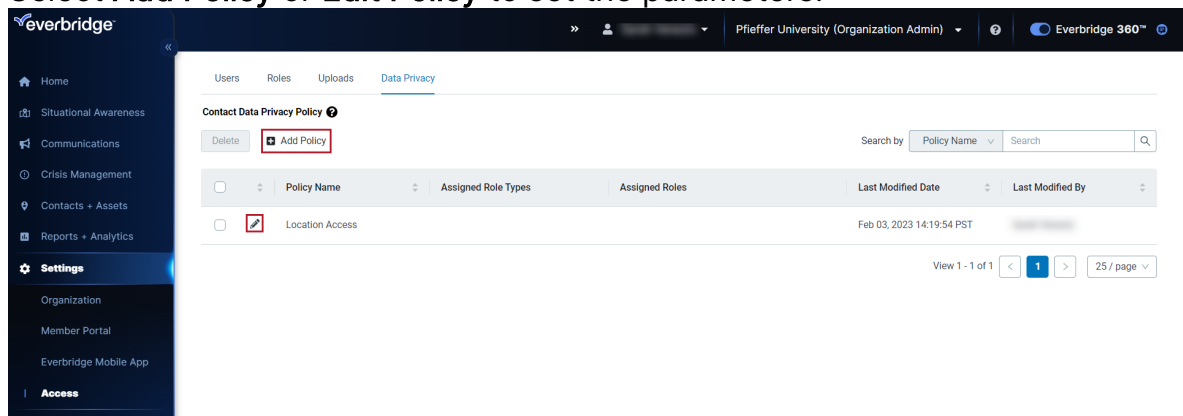 Select Add Policy or Edit Policy to set the parameters.
everbridge™
«
»
Pfieffer University (Organization Admin)
Everbridge 360™
Home
Situational Awareness
Communications
Crisis Management
Contacts + Assets
Reports + Analytics
Settings
Organization
Member Portal
Everbridge Mobile App
Access
Users Roles Uploads Data Privacy
Contact Data Privacy Policy ?
Delete Add Policy Search by Policy Name Search
Policy Name Assigned Role Types Assigned Roles Last Modified Date Last Modified By
Location Access Feb 03, 2023 14:19:54 PST
View 1 - 1 of 1 < 1 > 25 / page